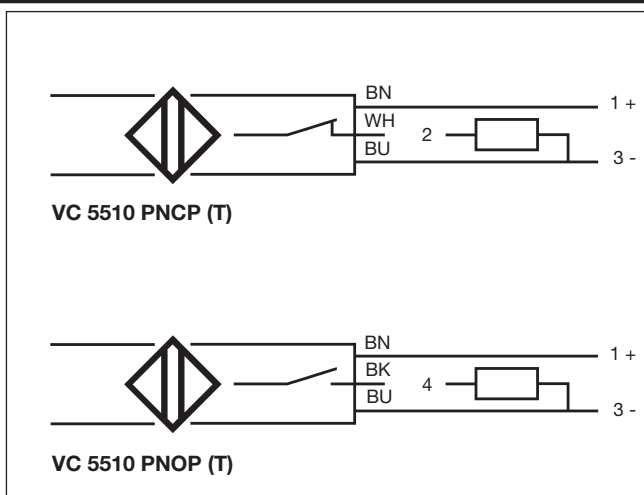 BN
1 +
WH
2
BU
3 -
VC 5510 PNCP (T)
BN
1 +
BK
4
BU
3 -
VC 5510 PNOP (T)